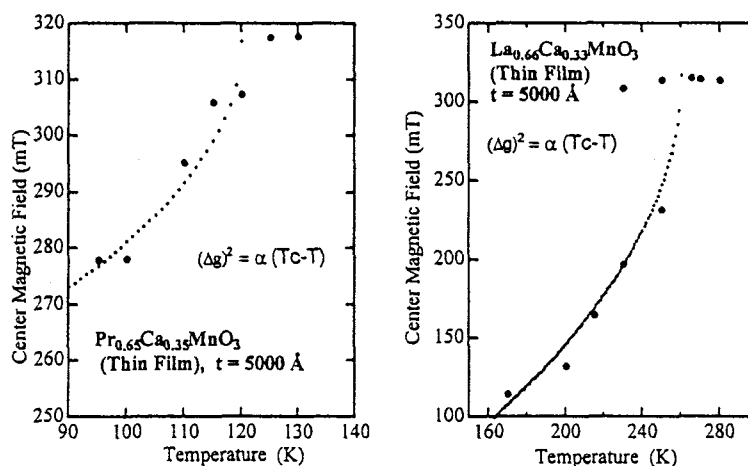 320
310
300
290
280
270
260
250
90
100
110
120
130
140
Center Magnetic Field (mT)
Temperature (K)
(Δg)² = α (Tc-T)
Pr₀.₆₅Ca₀.₃₅MnO₃
(Thin Film), t = 5000 Å
400
350
300
250
200
150
100
160
200
240
280
Center Magnetic Field (mT)
Temperature (K)
La₀.₆₆Ca₀.₃₃MnO₃
(Thin Film)
t = 5000 Å
(Δg)² = α (Tc-T)